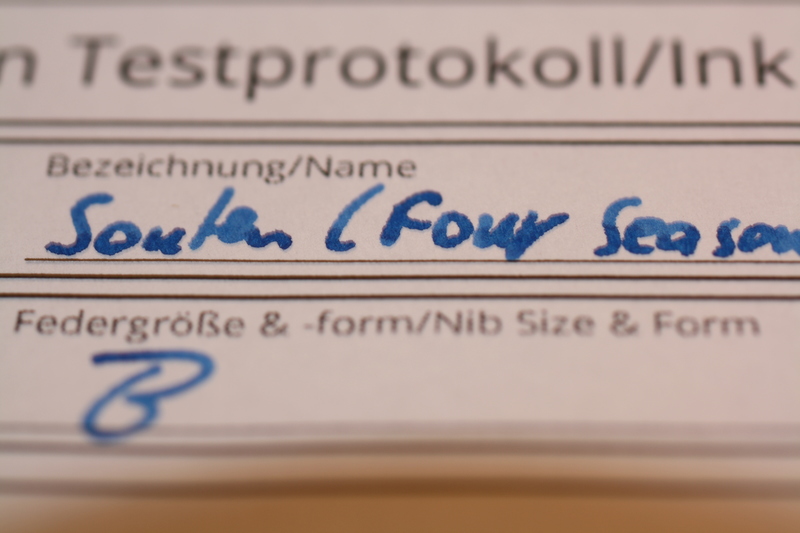 n Testprotokoll/Ink
Bezeichnung/Name
Souten (Four Season
Federgröße & -form/Nib Size & Form
B